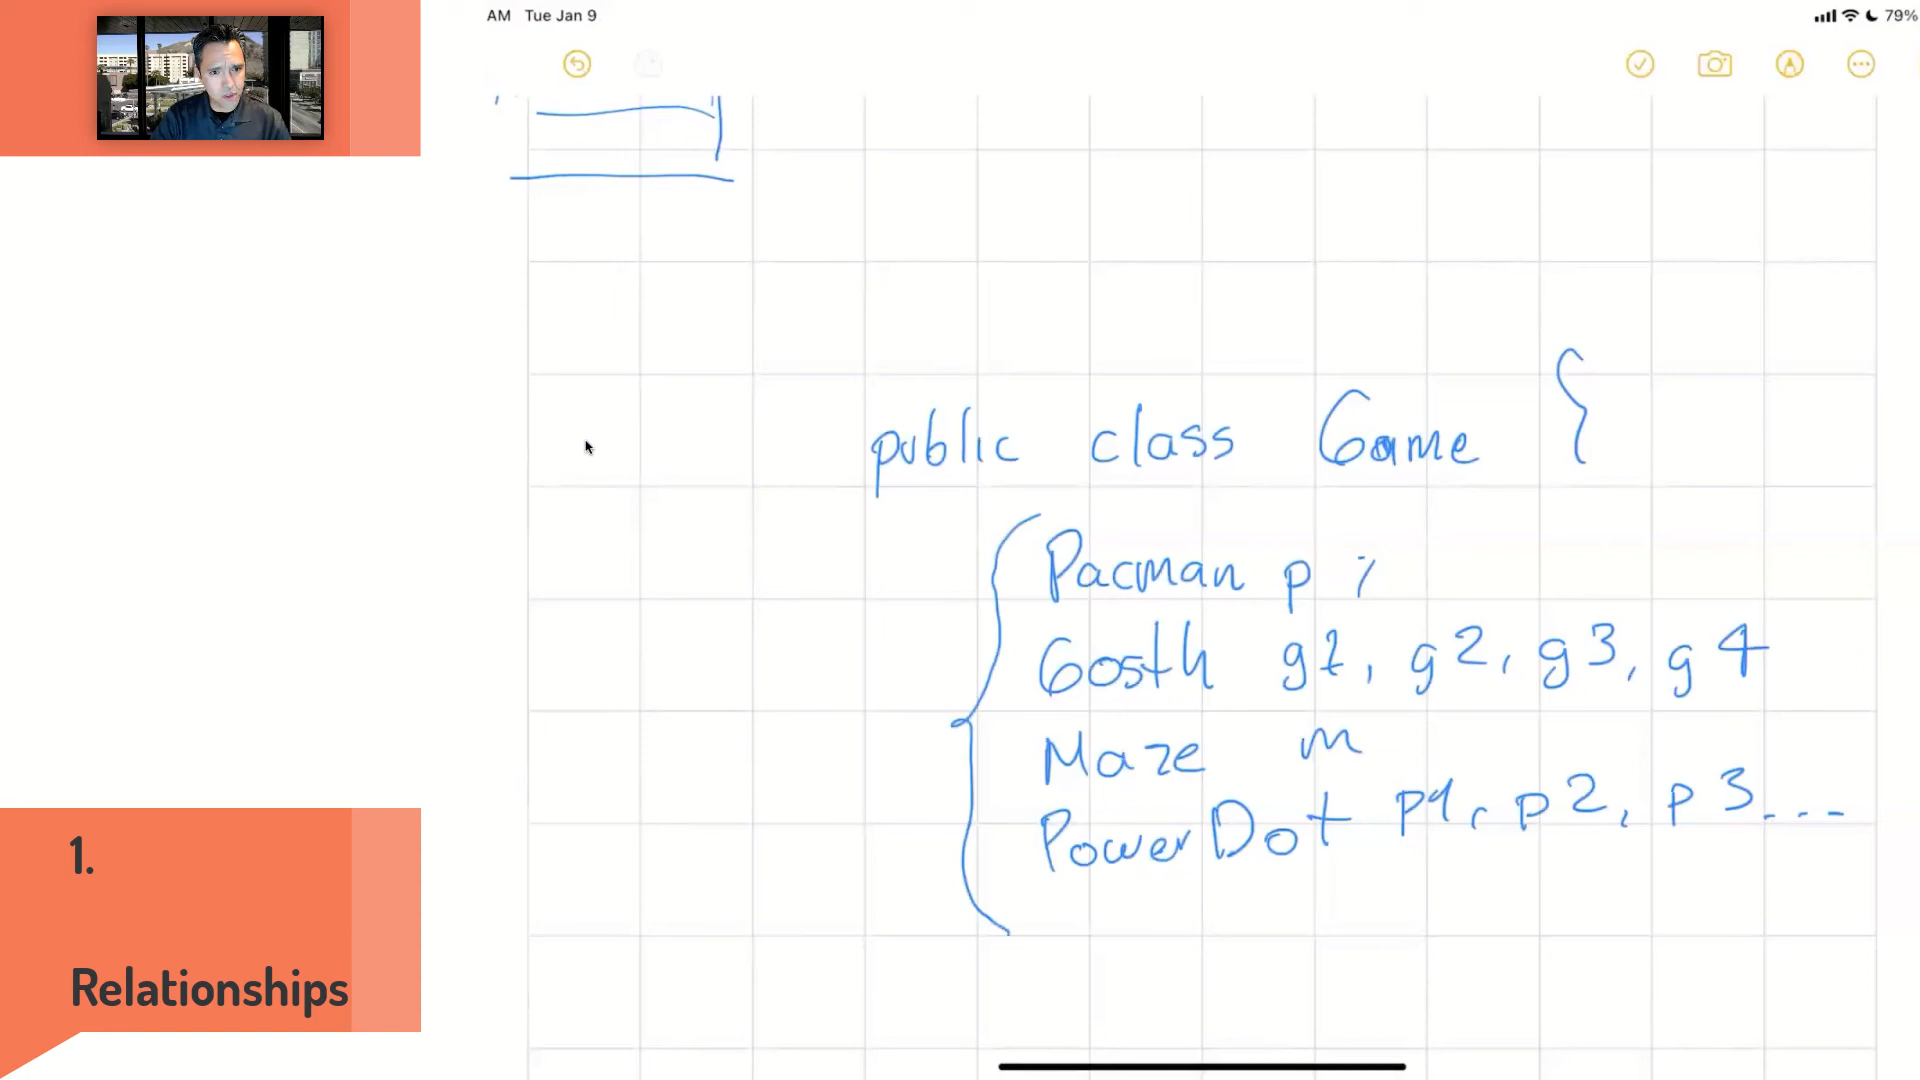 AM Tue Jan 9
79%
public class Game {
Pacman p ;
Gosth g1, g2, g3, g4
Maze m
PowerDot p1, p2, p3...
1.
Relationships